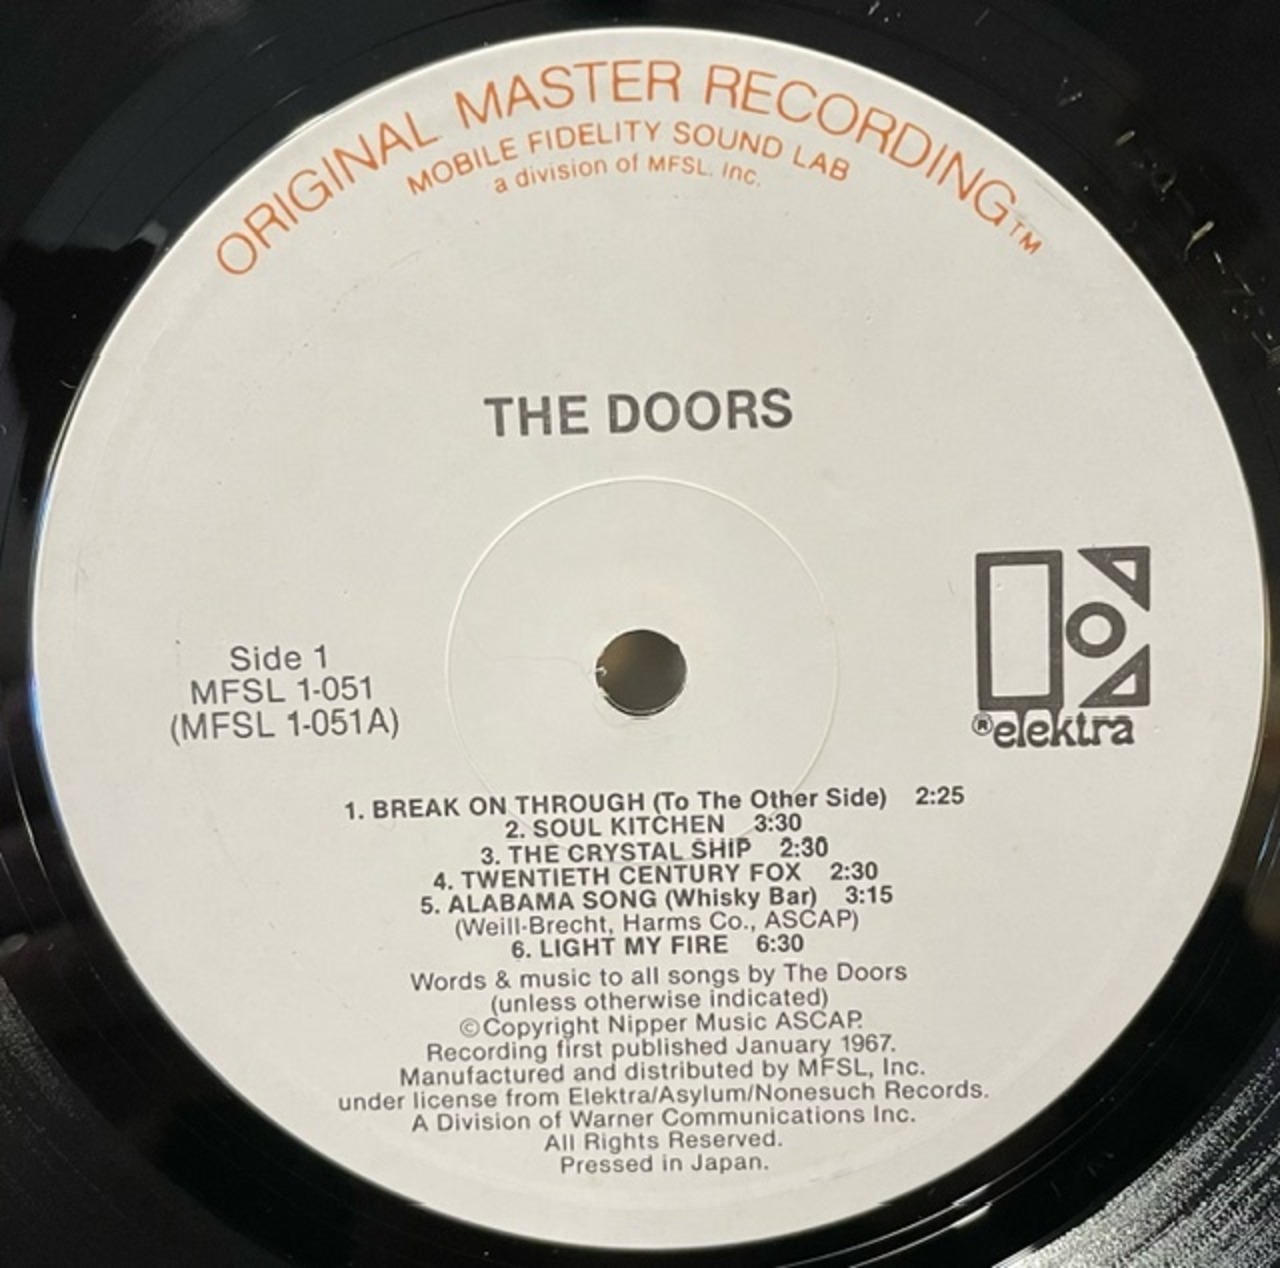 ORIGINAL MASTER RECORDING™
MOBILE FIDELITY SOUND LAB
a division of MFSL. Inc.
THE DOORS
Side 1
MFSL 1-051
(MFSL 1-051A)
®elektra
1. BREAK ON THROUGH (To The Other Side) 2:25
2. SOUL KITCHEN 3:30
3. THE CRYSTAL SHIP 2:30
4. TWENTIETH CENTURY FOX 2:30
5. ALABAMA SONG (Whisky Bar) 3:15
(Weill-Brecht, Harms Co., ASCAP)
6. LIGHT MY FIRE 6:30
Words & music to all songs by The Doors
(unless otherwise indicated)
©Copyright Nipper Music ASCAP.
Recording first published January 1967.
Manufactured and distributed by MFSL, Inc.
under license from Elektra/Asylum/Nonesuch Records.
A Division of Warner Communications Inc.
All Rights Reserved.
Pressed in Japan.